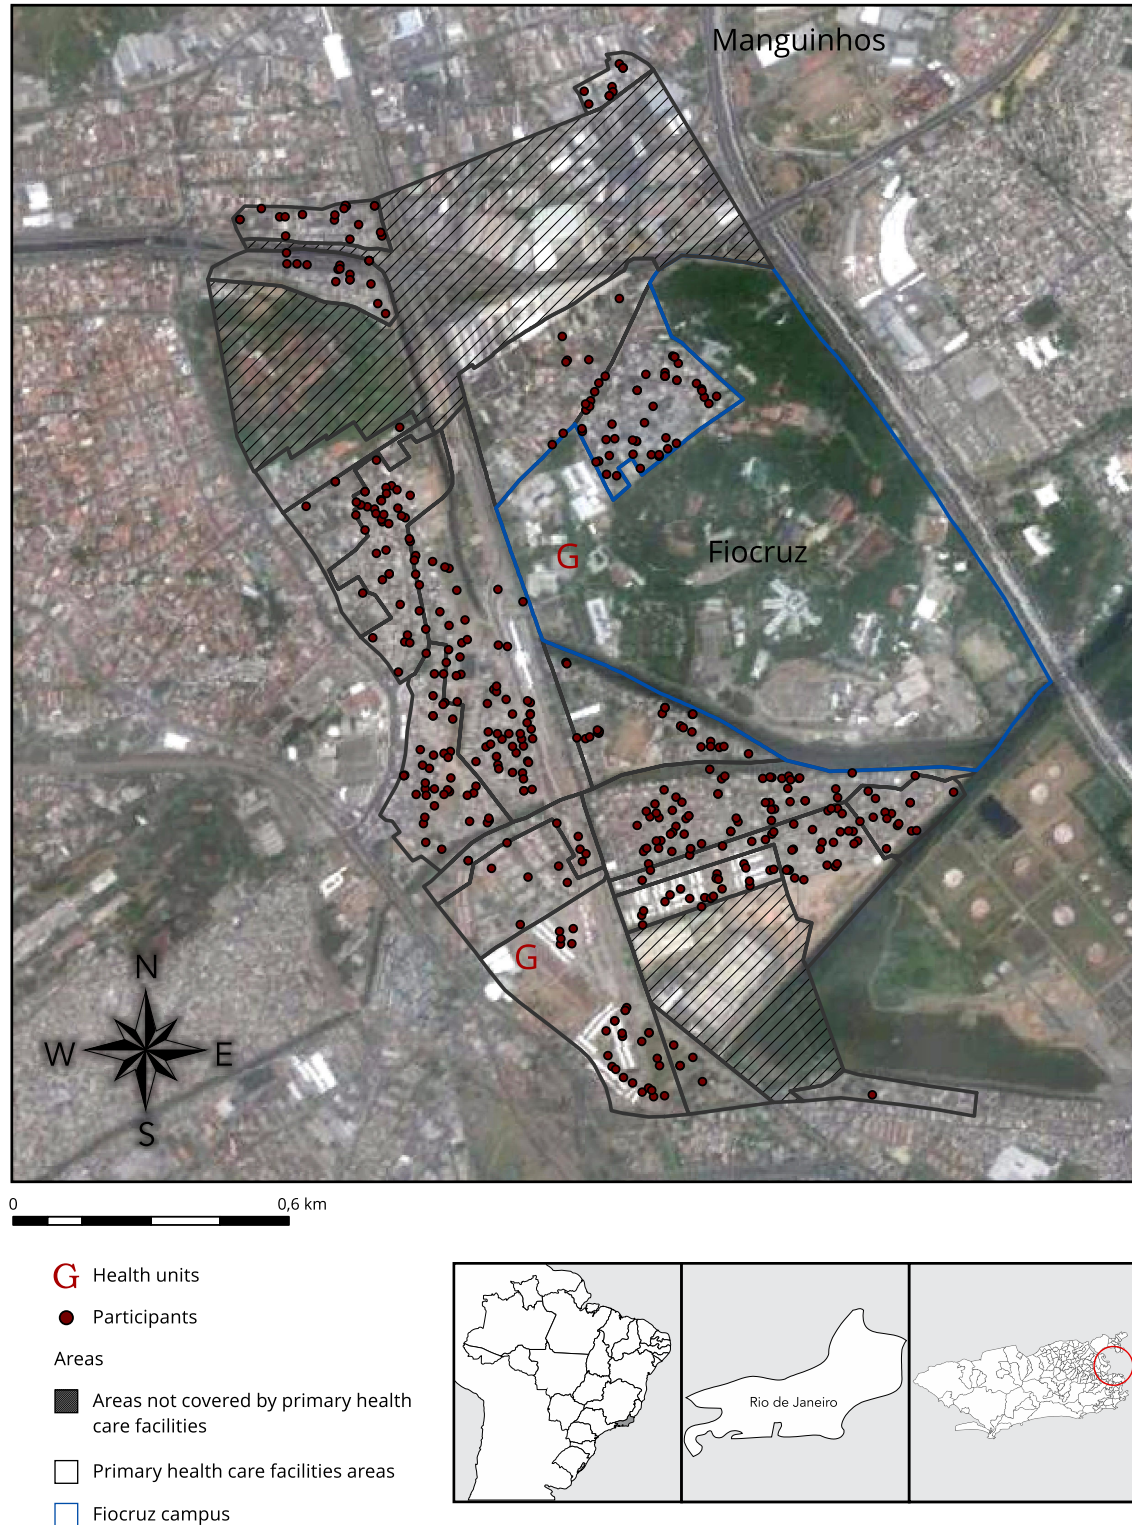 Manguinhos
G
Fiocruz
G
N
W E
S
0 0,6 km
G Health units
Participants
Areas
Areas not covered by primary health
care facilities
Primary health care facilities areas
Fiocruz campus
Rio de Janeiro